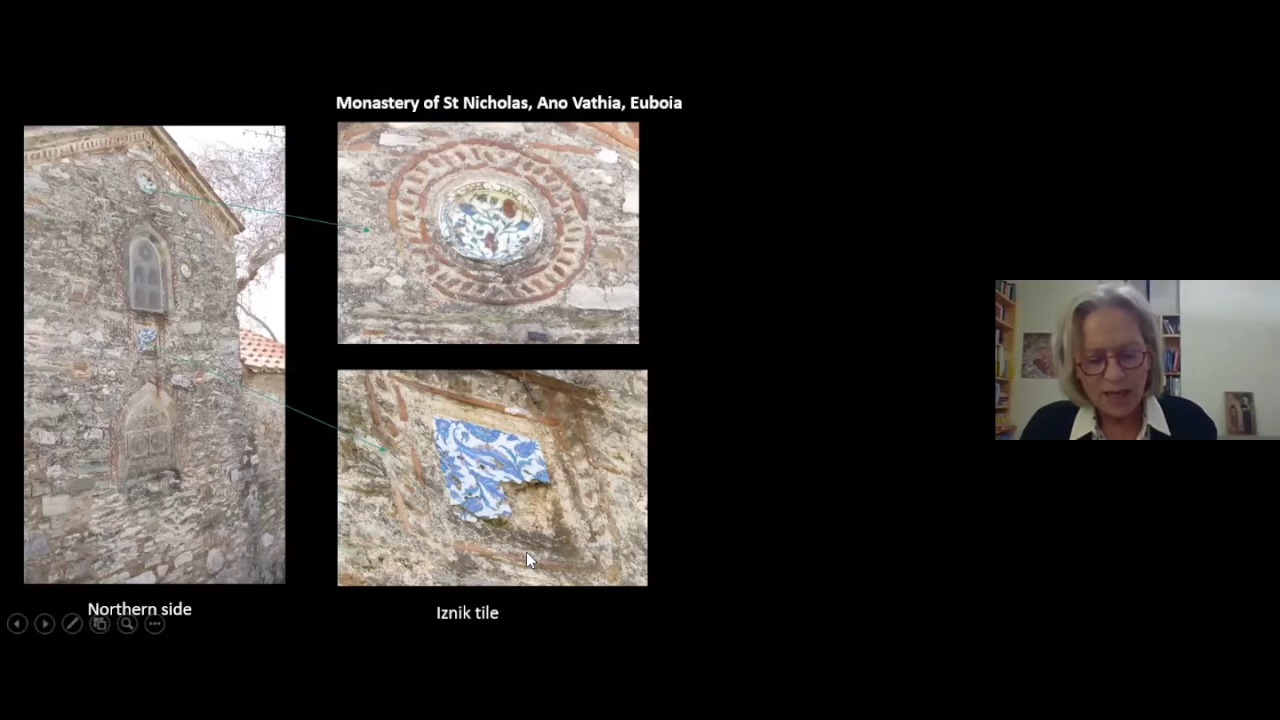 Monastery of St Nicholas, Ano Vathia, Euboia
Northern side
Iznik tile